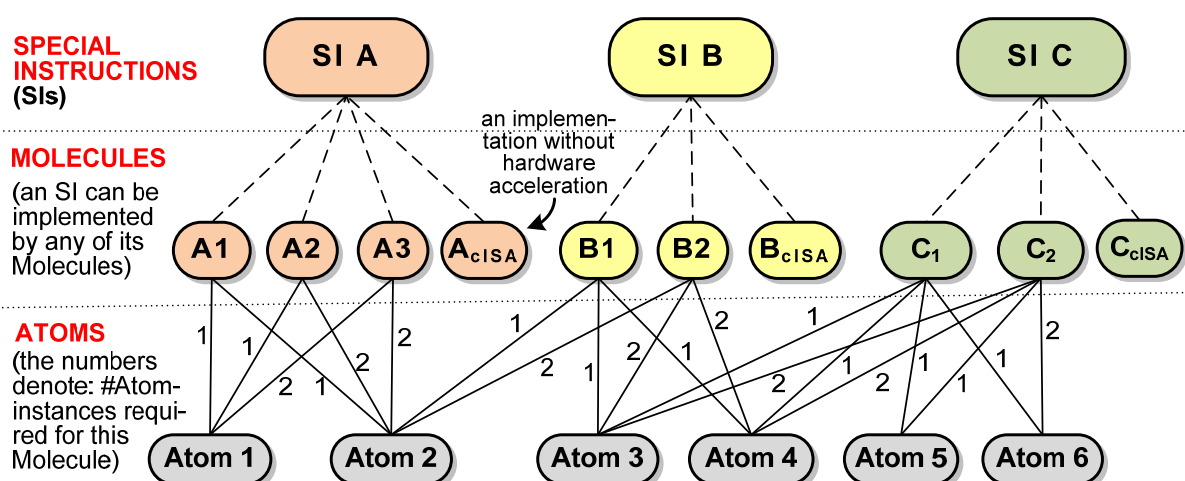 SPECIAL
INSTRUCTIONS
(SIs)
SI A
SI B
SI C
an implemen-
tation without
hardware
acceleration
MOLECULES
(an SI can be
implemented
by any of its
Molecules)
A1
A2
A3
AcISA
B1
B2
BcISA
C1
C2
CcISA
ATOMS
(the numbers
denote: #Atom-
instances requi-
red for this
Molecule)
1
1
2
1
2
2
1
2
1
2
1
2
1
2
1
2
1
1
1
2
Atom 1
Atom 2
Atom 3
Atom 4
Atom 5
Atom 6